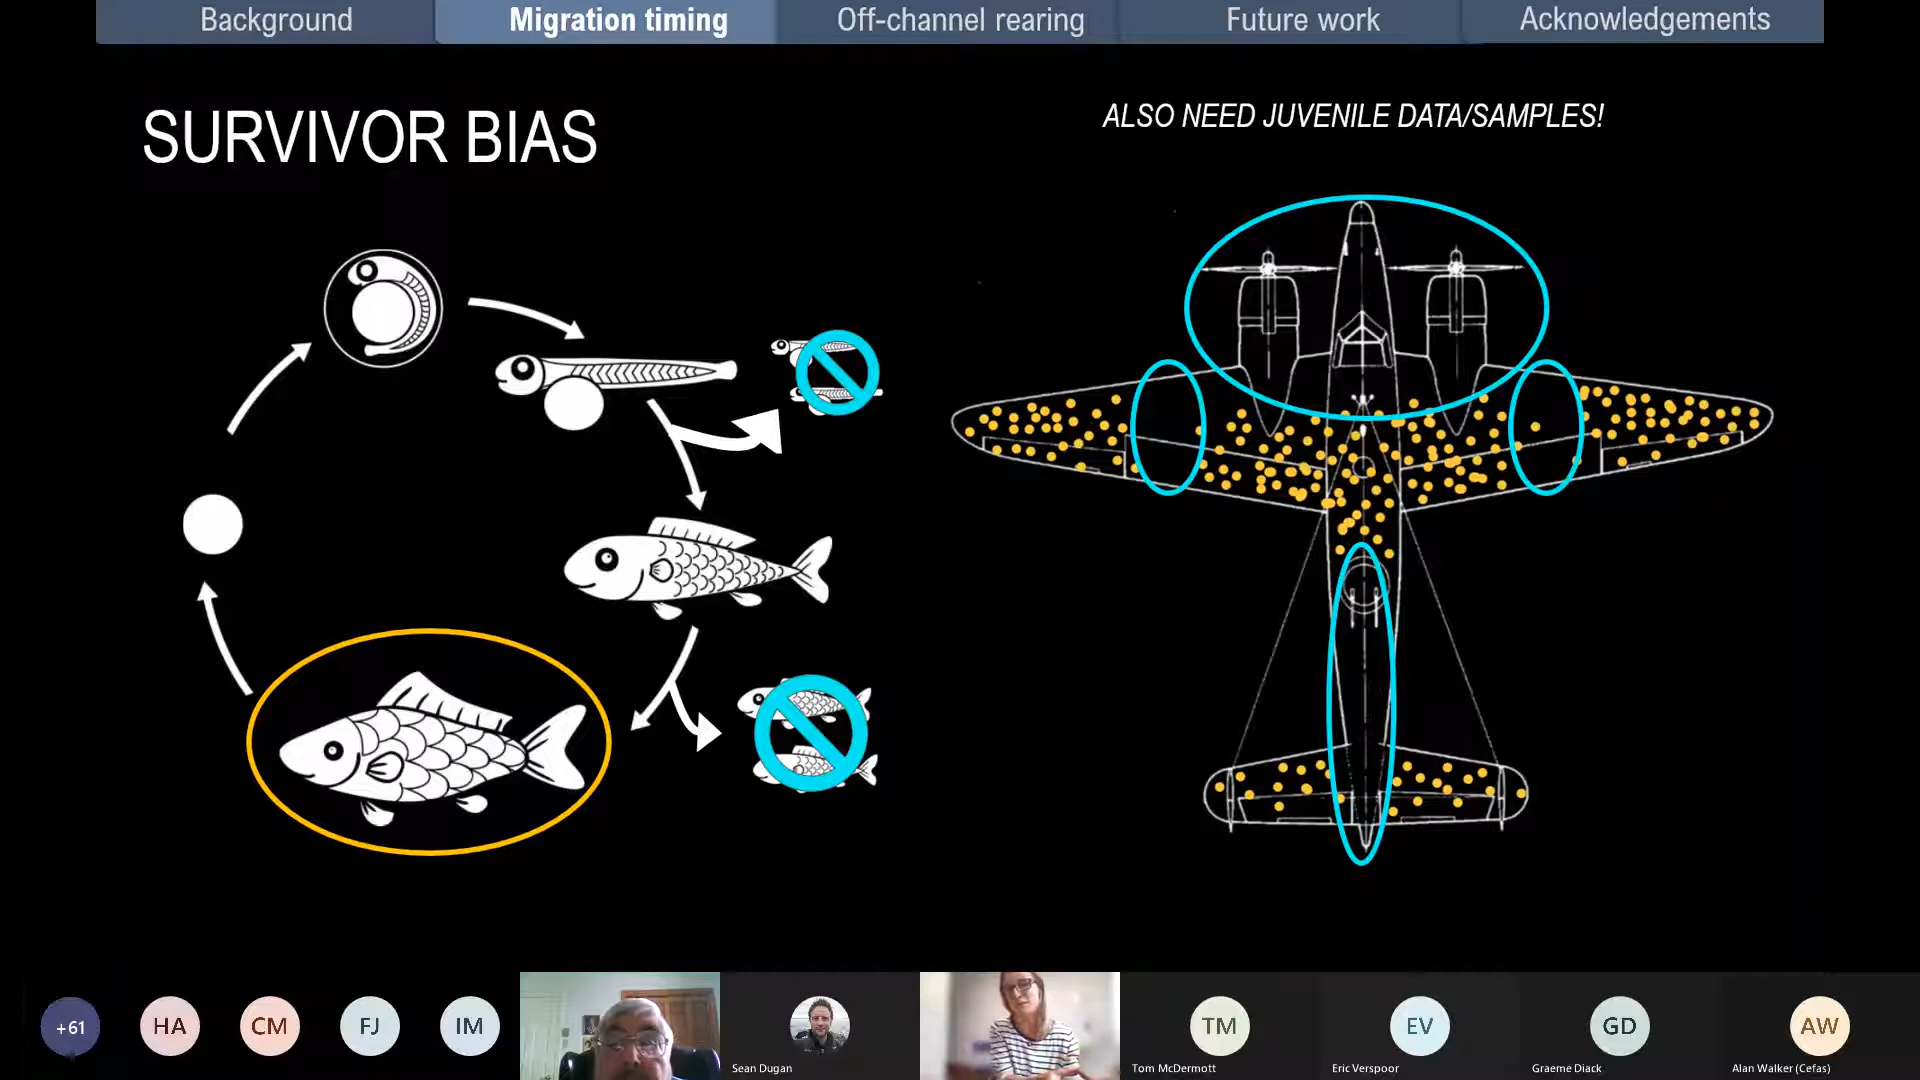 Background
Migration timing
Off-channel rearing
Future work
Acknowledgements
SURVIVOR BIAS
ALSO NEED JUVENILE DATA/SAMPLES!
+61
HA
CM
FJ
IM
Sean Dugan
TM
Tom McDermott
EV
Eric Verspoor
GD
Graeme Diack
AW
Alan Walker (Cefas)